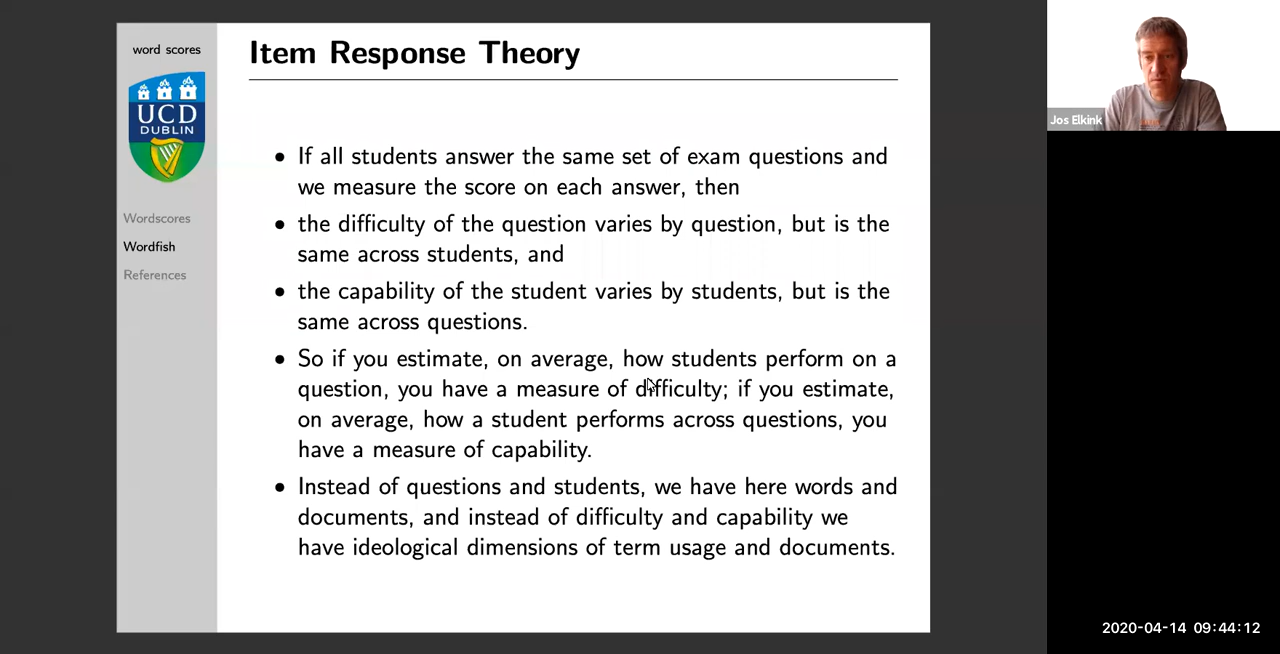 word scores
UCD
DUBLIN
Wordscores
Wordfish
References
Item Response Theory
• If all students answer the same set of exam questions and
we measure the score on each answer, then
• the difficulty of the question varies by question, but is the
same across students, and
• the capability of the student varies by students, but is the
same across questions.
• So if you estimate, on average, how students perform on a
question, you have a measure of difficulty; if you estimate,
on average, how a student performs across questions, you
have a measure of capability.
• Instead of questions and students, we have here words and
documents, and instead of difficulty and capability we
have ideological dimensions of term usage and documents.
Jos Elkink
2020-04-14 09:44:12